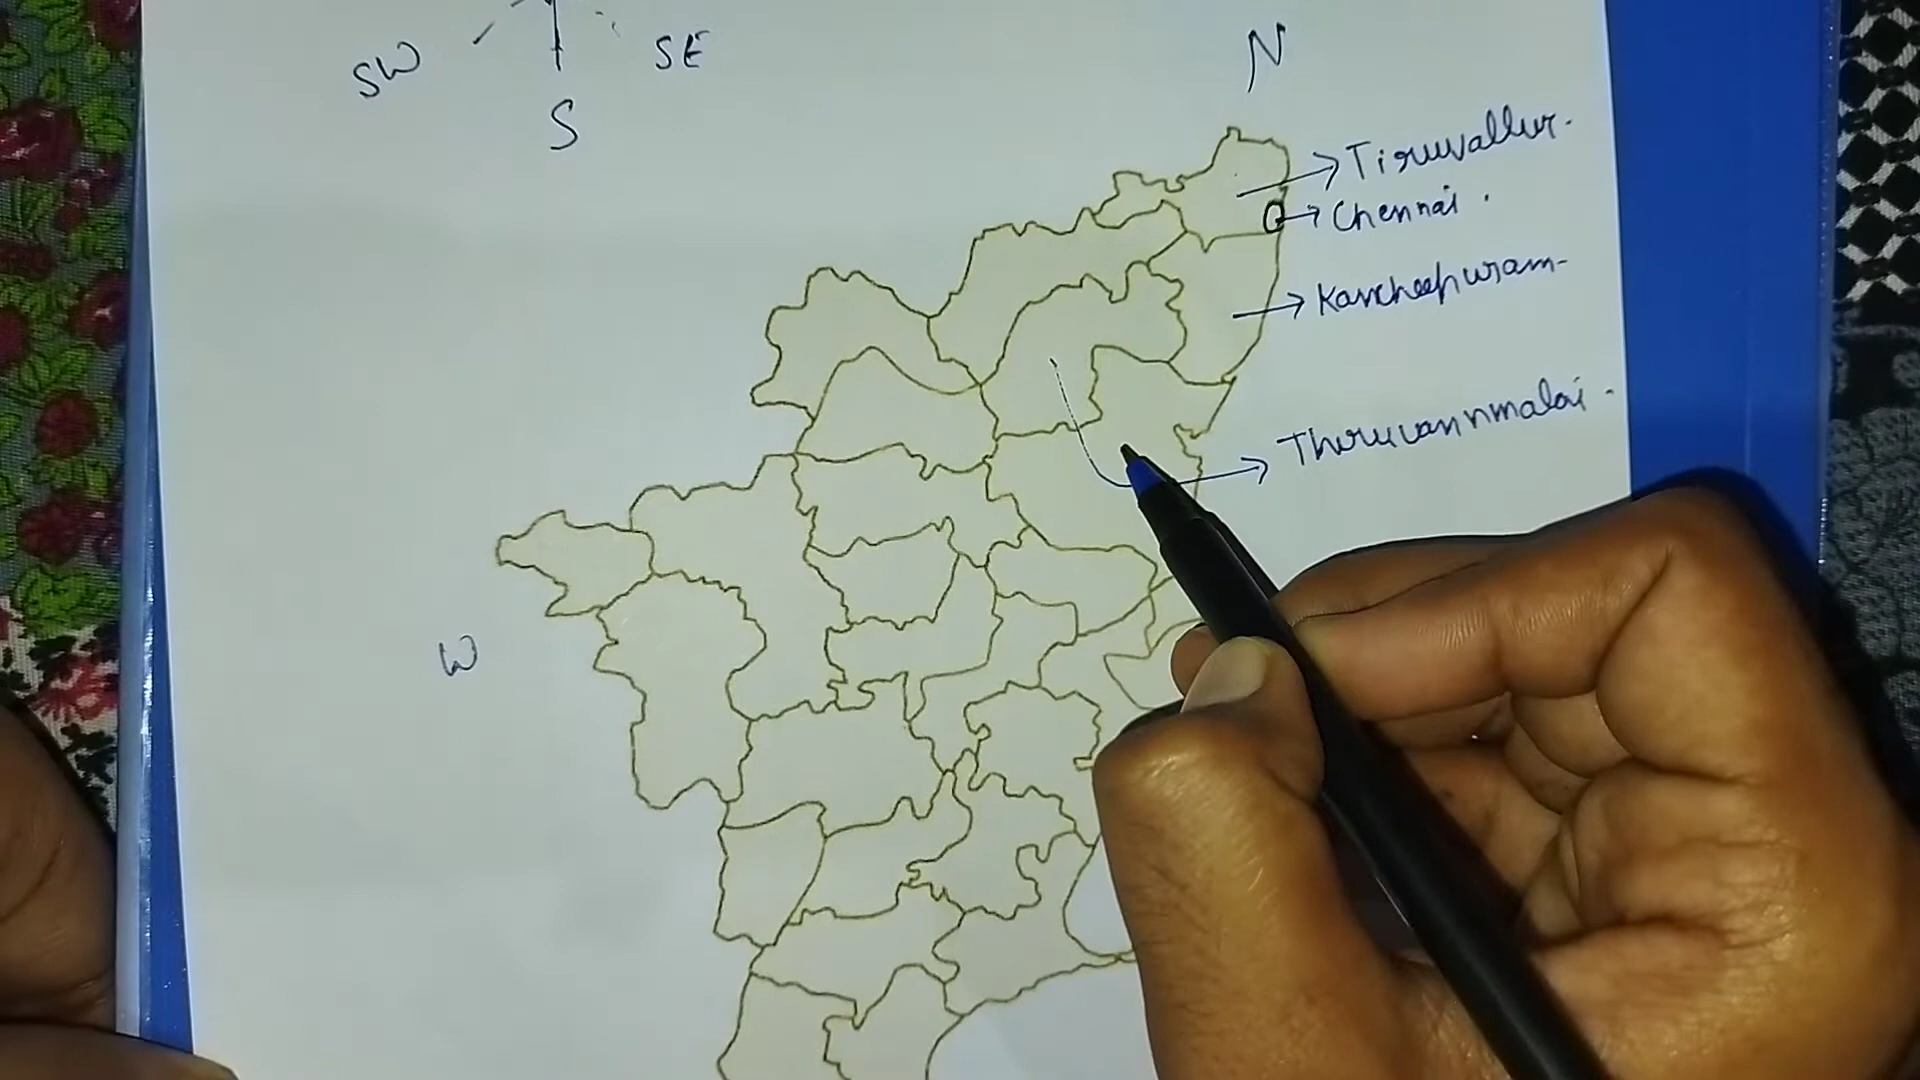 SW
SE
S
N
Tiruvallur.
Chennai.
Kancheepuram
Thiruvannmalai.
W